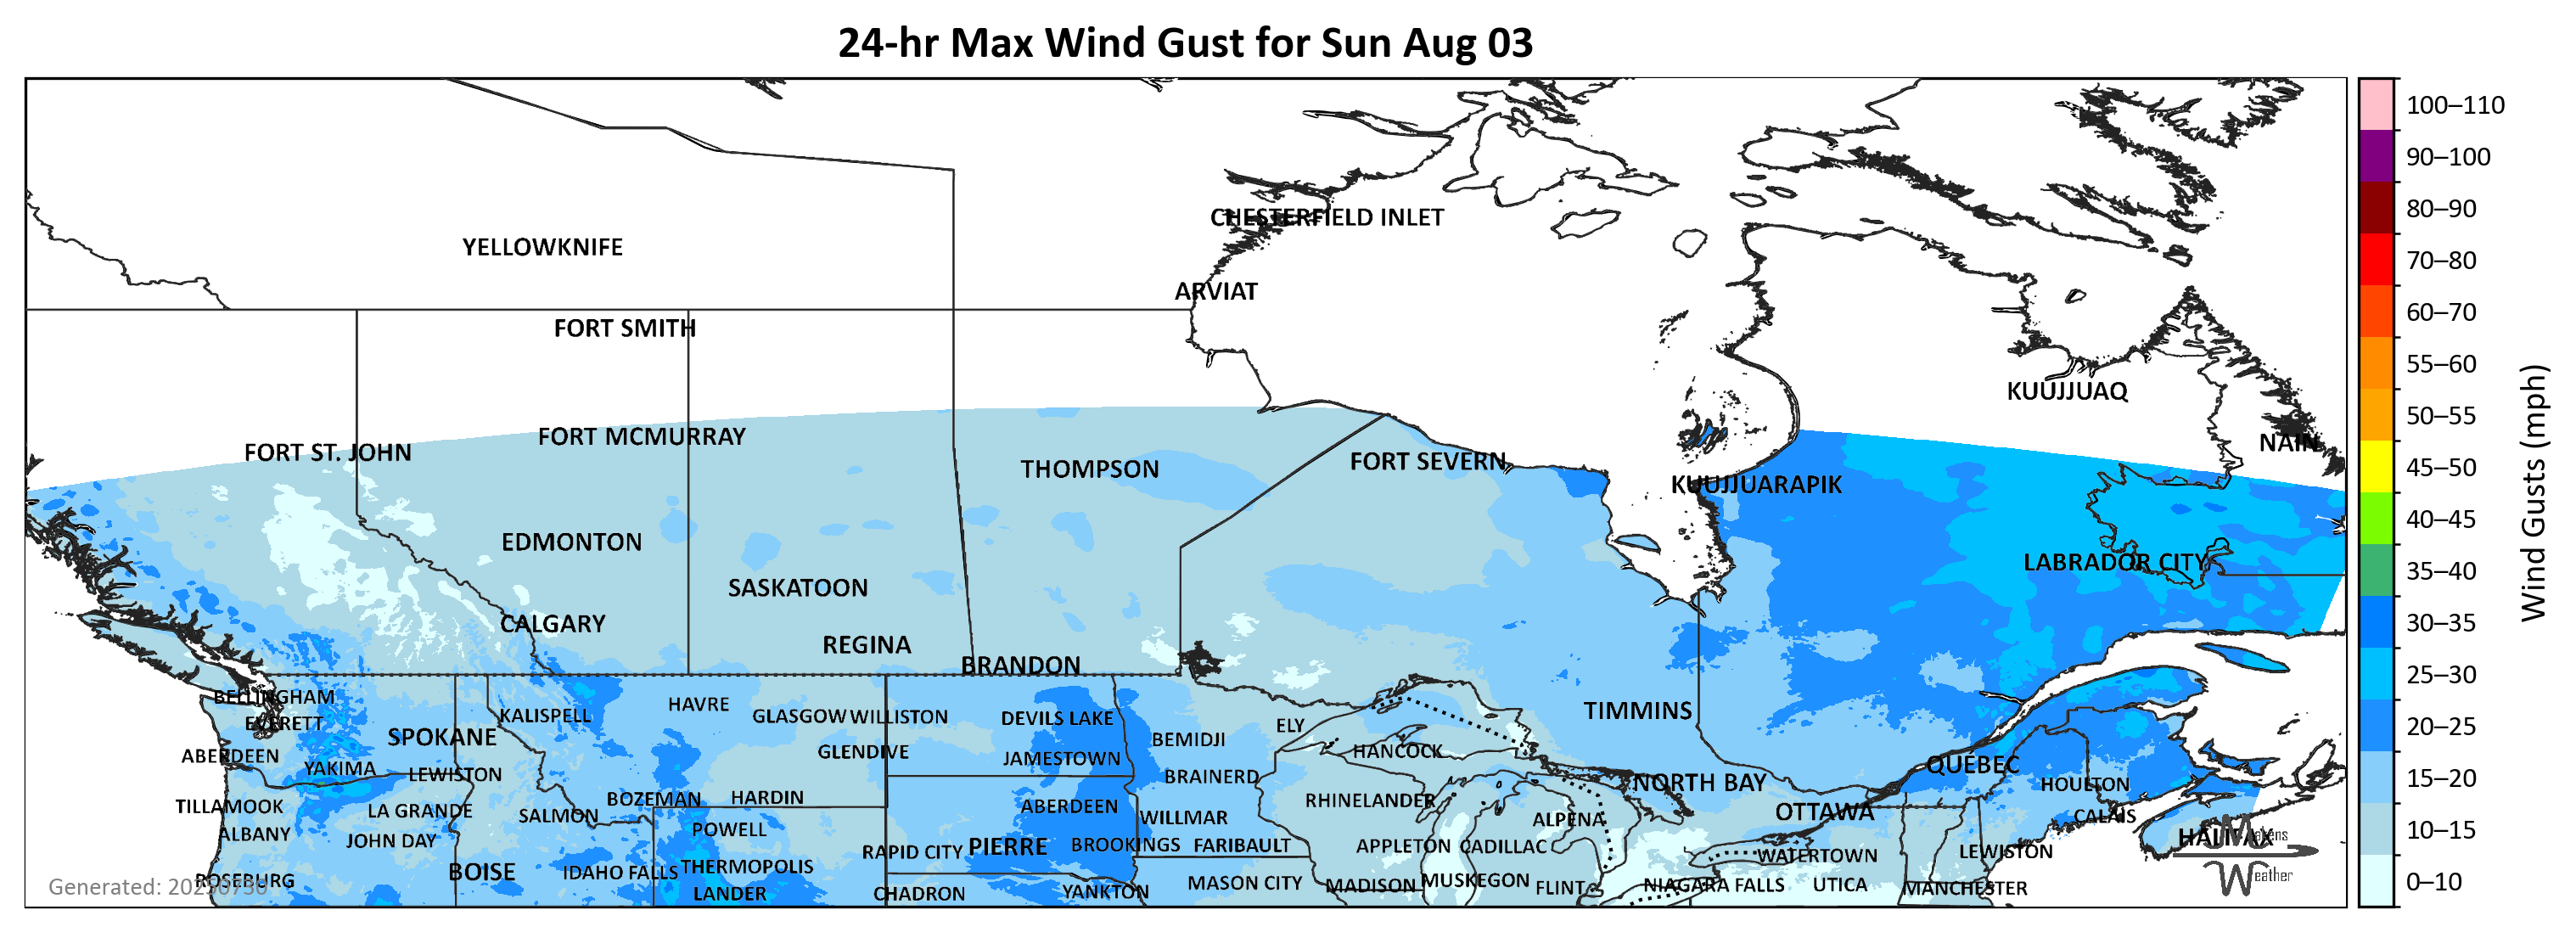 24-hr Max Wind Gust for Sun Aug 03
100–110
90–100
80–90
70–80
60–70
55–60
50–55
45–50
40–45
35–40
30–35
25–30
20–25
15–20
10–15
0–10
Wind Gusts (mph)
CHESTERFIELD INLET
YELLOWKNIFE
ARVIAT
FORT SMITH
KUUJJUAQ
FORT MCMURRAY
NAIN
FORT ST. JOHN
FORT SEVERN
THOMPSON
KUUJJUARAPIK
EDMONTON
LABRADOR CITY
SASKATOON
CALGARY
REGINA
BRANDON
BELLINGHAM
HAVRE
TIMMINS
KALISPELL
GLASGOW
WILLISTON
DEVILS LAKE
EVERETT
ELY
SPOKANE
BEMIDJI
HANCOCK
GLENDIVE
ABERDEEN
JAMESTOWN
QUÉBEC
YAKIMA
LEWISTON
BRAINERD
NORTH BAY
HOULTON
BOZEMAN
HARDIN
RHINELANDER
TILLAMOOK
LA GRANDE
ABERDEEN
SALMON
OTTAWA
CALAIS
WILLMAR
ALPENA
POWELL
ALBANY
HALIFAX
JOHN DAY
PIERRE
BROOKINGS
FARIBAULT
APPLETON
CADILLAC
RAPID CITY
LEWISTON
WATERTOWN
THERMOPOLIS
BOISE
IDAHO FALLS
ROSEBURG
MUSKEGON
MASON CITY
MADISON
NIAGARA FALLS
UTICA
FLINT
MANCHESTER
LANDER
CHADRON
YANKTON
Generated: 20250730
Weather